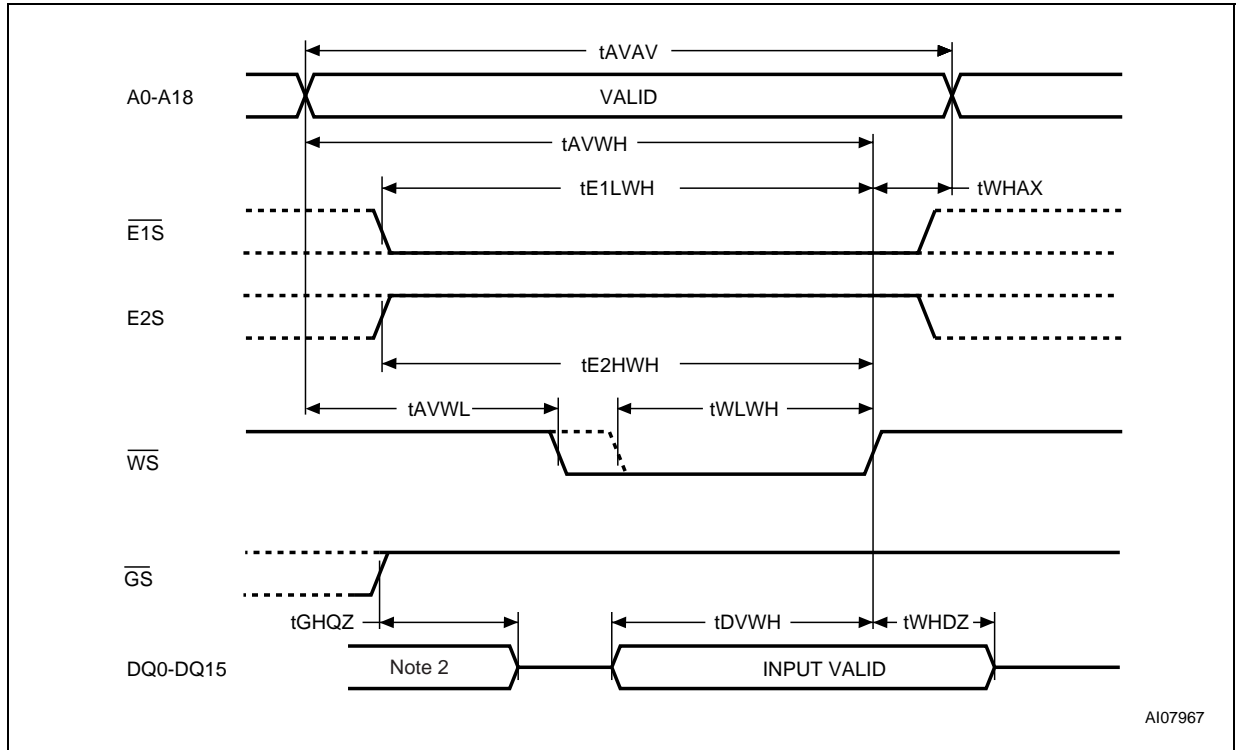 tAVAV
A0-A18
VALID
tAVWH
tE1LWH
tWHAX
E1S
E2S
tE2HWH
tAVWL
tWLWH
WS
GS
tGHQZ
tDVWH
tWHDZ
DQ0-DQ15
Note 2
INPUT VALID
AI07967